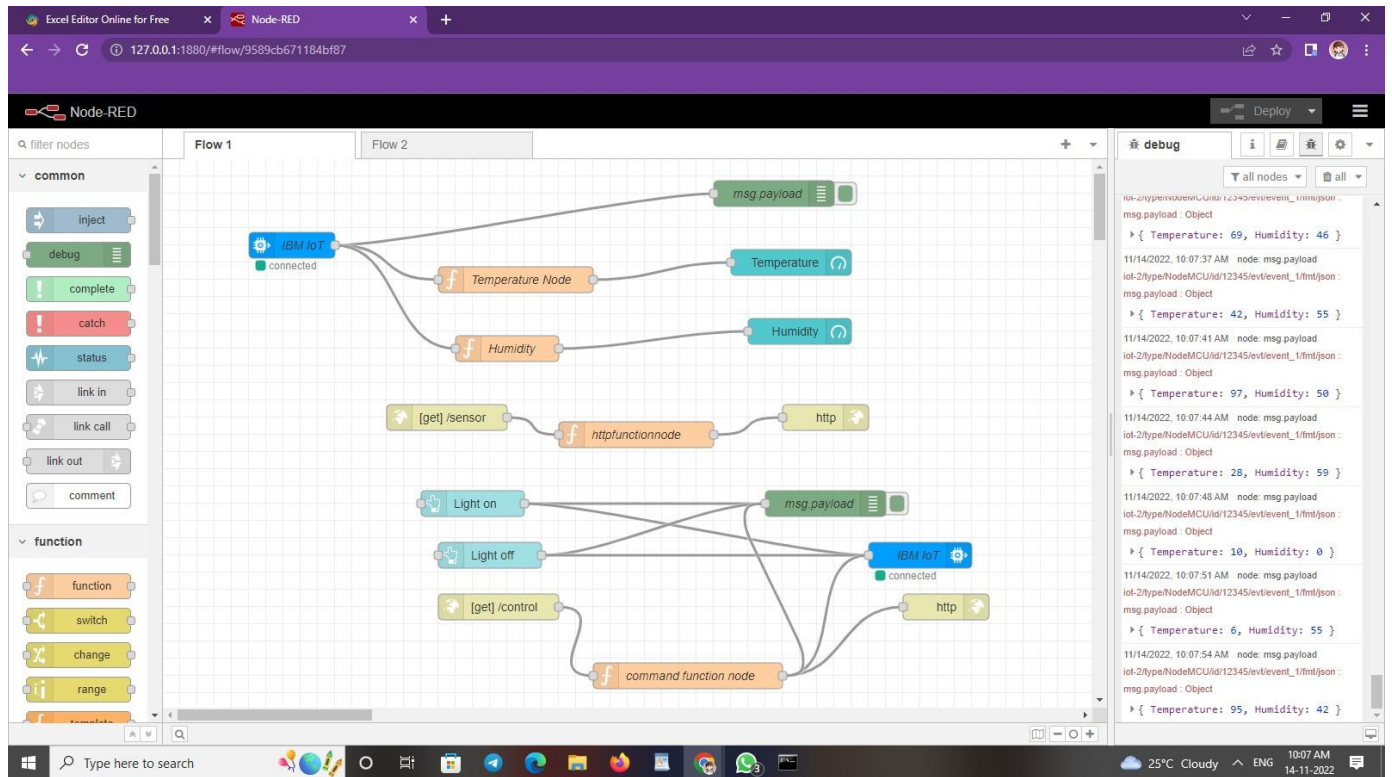 Excel Editor Online for Free
Node-RED
127.0.0.1:1880/#flow/9589cb671184bf87
Node-RED
Deploy
filter nodes
Flow 1
Flow 2
debug
all nodes
all
common
inject
debug
complete
catch
status
link in
link call
link out
comment
function
function
switch
change
range
template
IBM IoT
connected
msg.payload
Temperature Node
Temperature
Humidity
Humidity
[get] /sensor
httpfunctionnode
http
Light on
msg.payload
Light off
IBM IoT
connected
[get] /control
http
command function node
iot-2/type/NodeMCU/id/12345/evt/event_1/fmt/json :
msg.payload : Object
{ Temperature: 69, Humidity: 46 }
11/14/2022, 10:07:37 AM node: msg.payload
iot-2/type/NodeMCU/id/12345/evt/event_1/fmt/json :
msg.payload : Object
{ Temperature: 42, Humidity: 55 }
11/14/2022, 10:07:41 AM node: msg.payload
iot-2/type/NodeMCU/id/12345/evt/event_1/fmt/json :
msg.payload : Object
{ Temperature: 97, Humidity: 50 }
11/14/2022, 10:07:44 AM node: msg.payload
iot-2/type/NodeMCU/id/12345/evt/event_1/fmt/json :
msg.payload : Object
{ Temperature: 28, Humidity: 59 }
11/14/2022, 10:07:48 AM node: msg.payload
iot-2/type/NodeMCU/id/12345/evt/event_1/fmt/json :
msg.payload : Object
{ Temperature: 10, Humidity: 0 }
11/14/2022, 10:07:51 AM node: msg.payload
iot-2/type/NodeMCU/id/12345/evt/event_1/fmt/json :
msg.payload : Object
{ Temperature: 6, Humidity: 55 }
11/14/2022, 10:07:54 AM node: msg.payload
iot-2/type/NodeMCU/id/12345/evt/event_1/fmt/json :
msg.payload : Object
{ Temperature: 95, Humidity: 42 }
Type here to search
25°C Cloudy
ENG
10:07 AM
14-11-2022